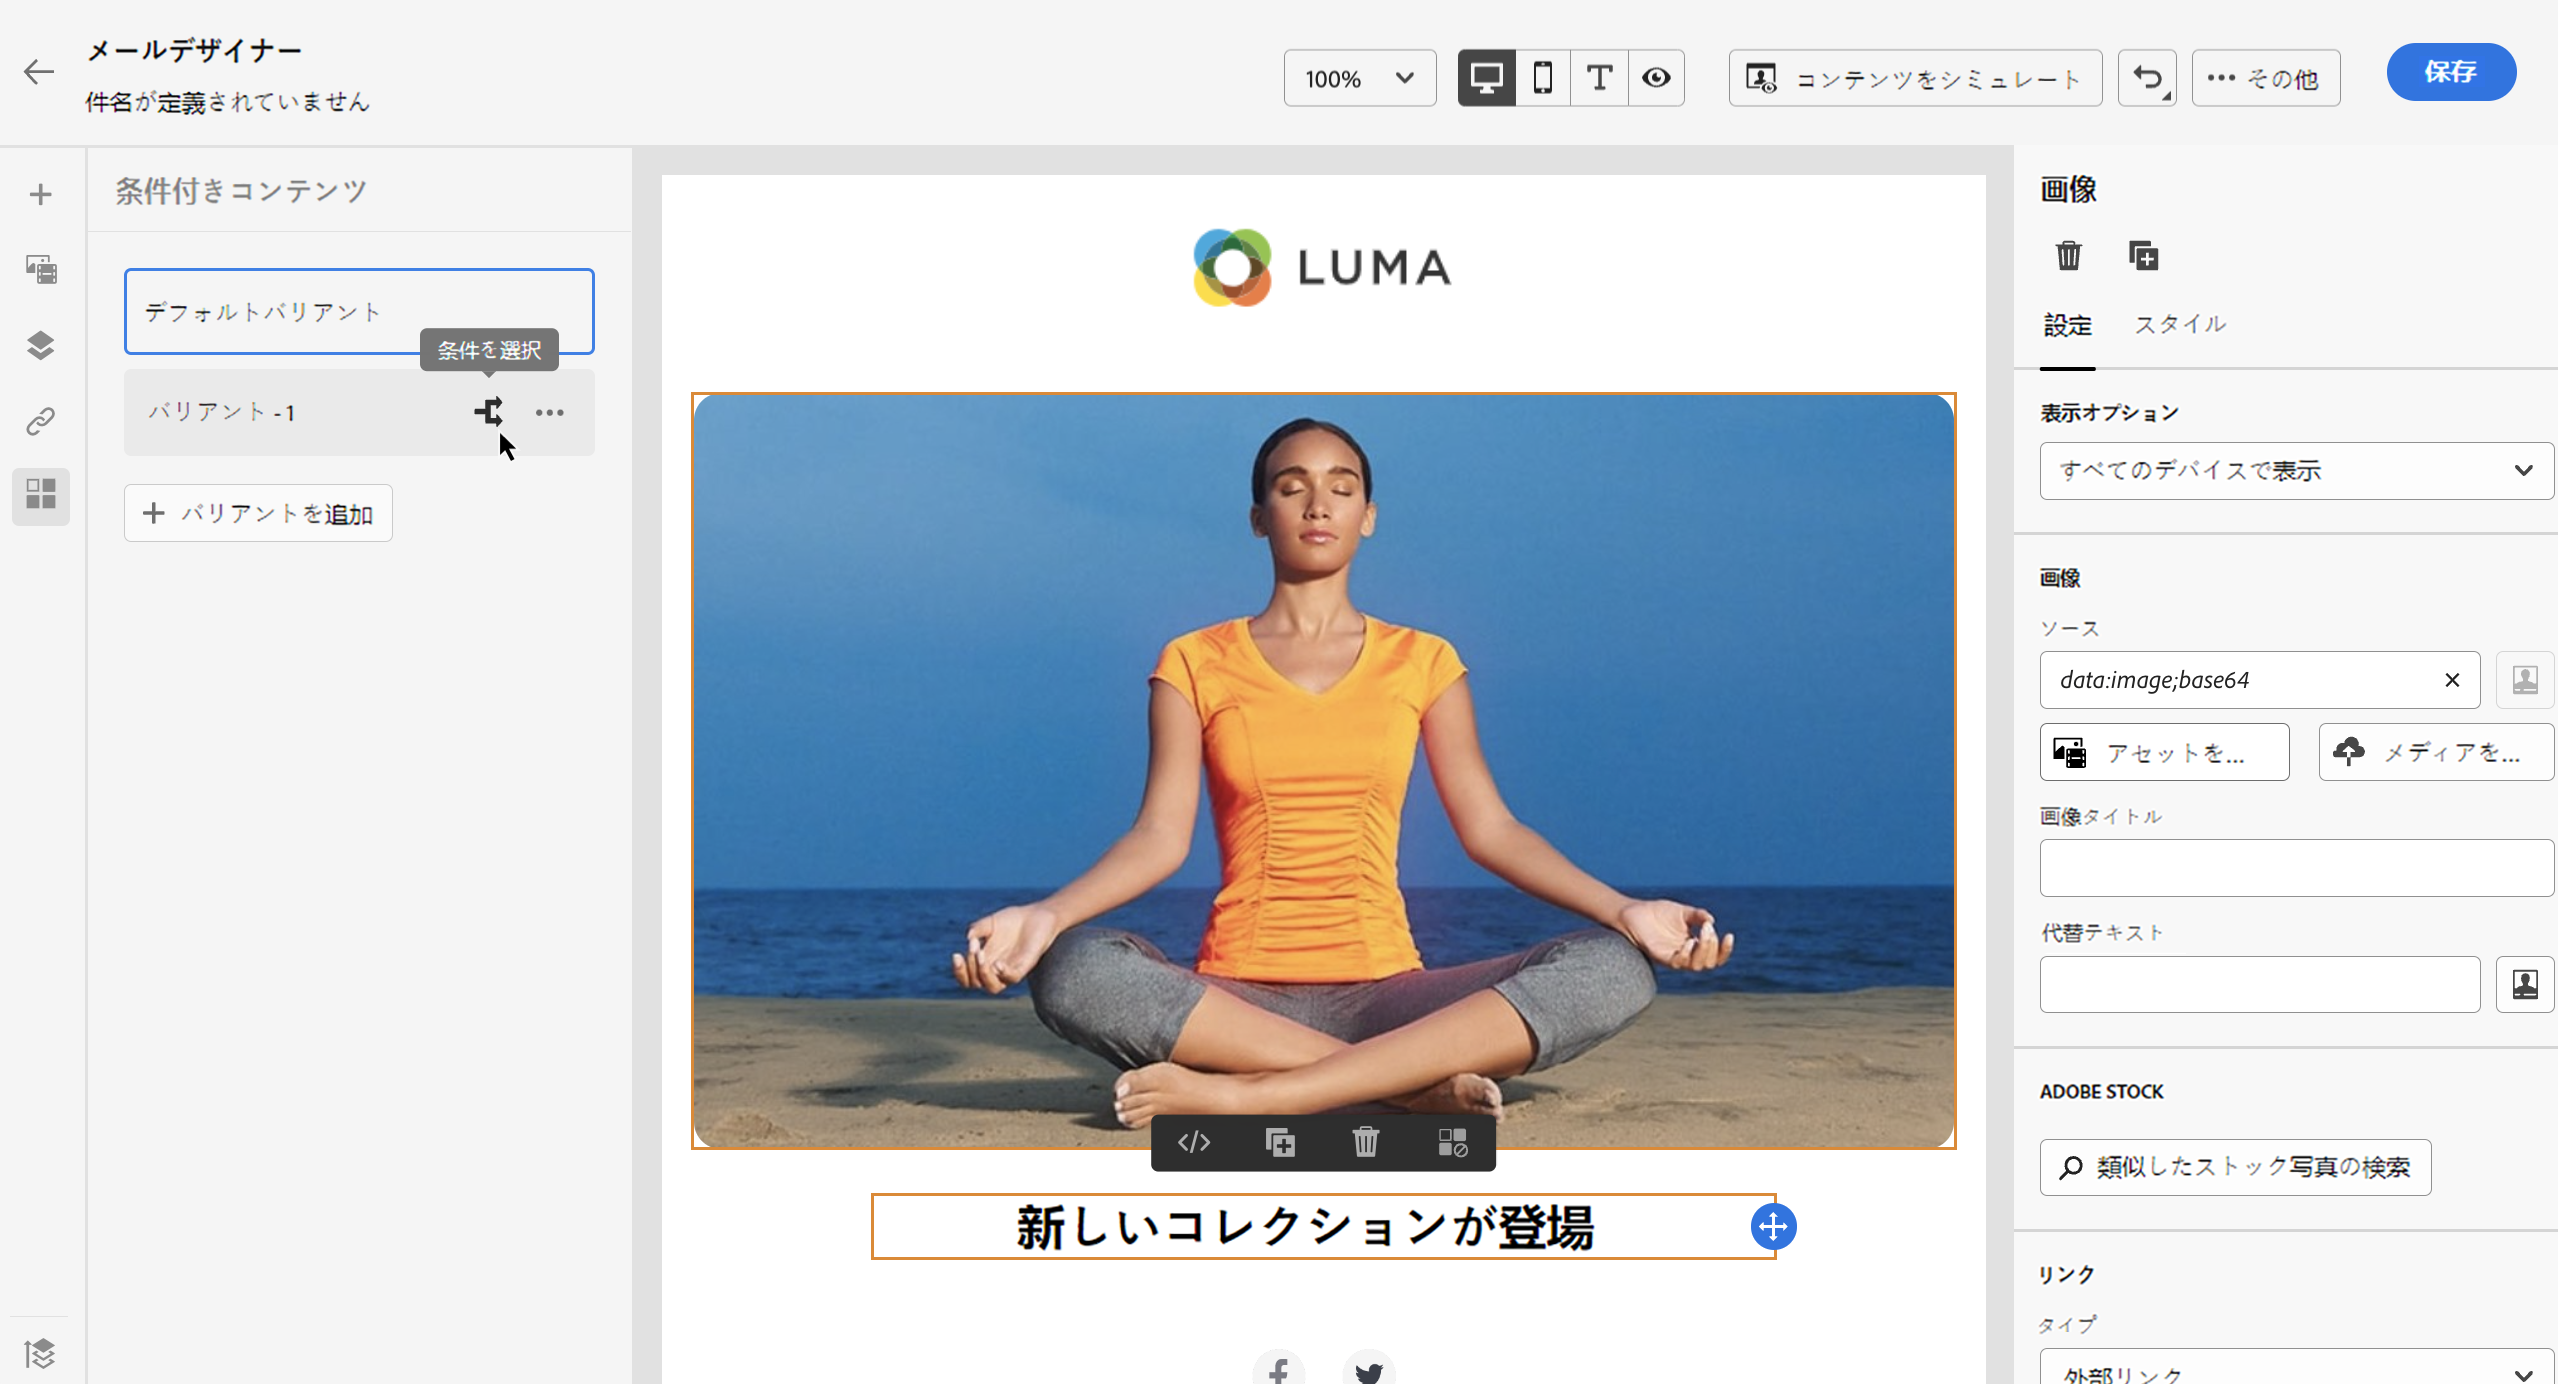 メールデザイナー
件名が定義されていません
100%
コンテンツをシミュレート
その他
保存
条件付きコンテンツ
デフォルトバリアント
条件を選択
バリアント -1
バリアントを追加
LUMA
新しいコレクションが登場
画像
設定
スタイル
表示オプション
すべてのデバイスで表示
画像
ソース
data:image;base64
アセットを...
メディアを...
画像タイトル
代替テキスト
ADOBE STOCK
類似したストック写真の検索
リンク
タイプ
外部リンク